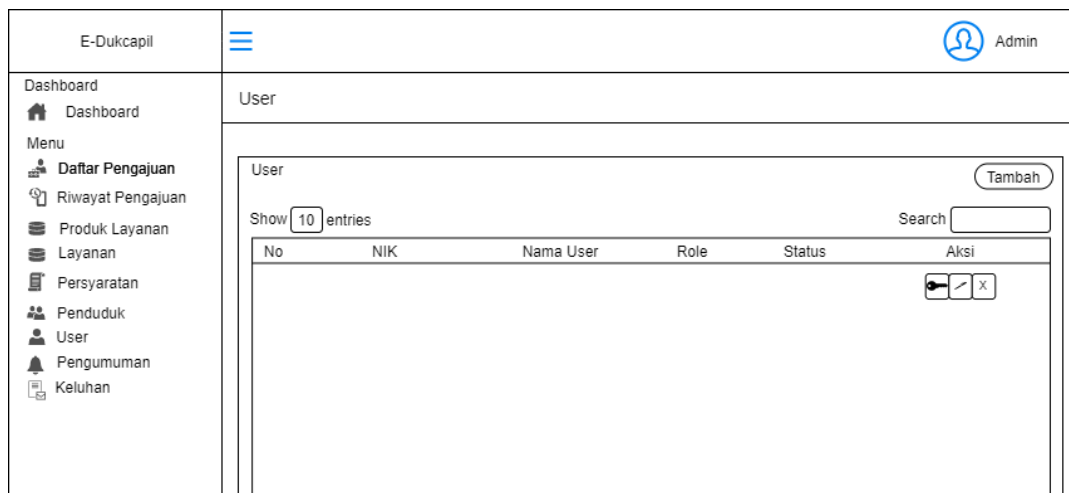 E-Dukcapil
Admin
Dashboard
Dashboard
Menu
Daftar Pengajuan
Riwayat Pengajuan
Produk Layanan
Layanan
Persyaratan
Penduduk
User
Pengumuman
Keluhan
User
User
Tambah
Show 10 entries
Search
No NIK Nama User Role Status Aksi
X